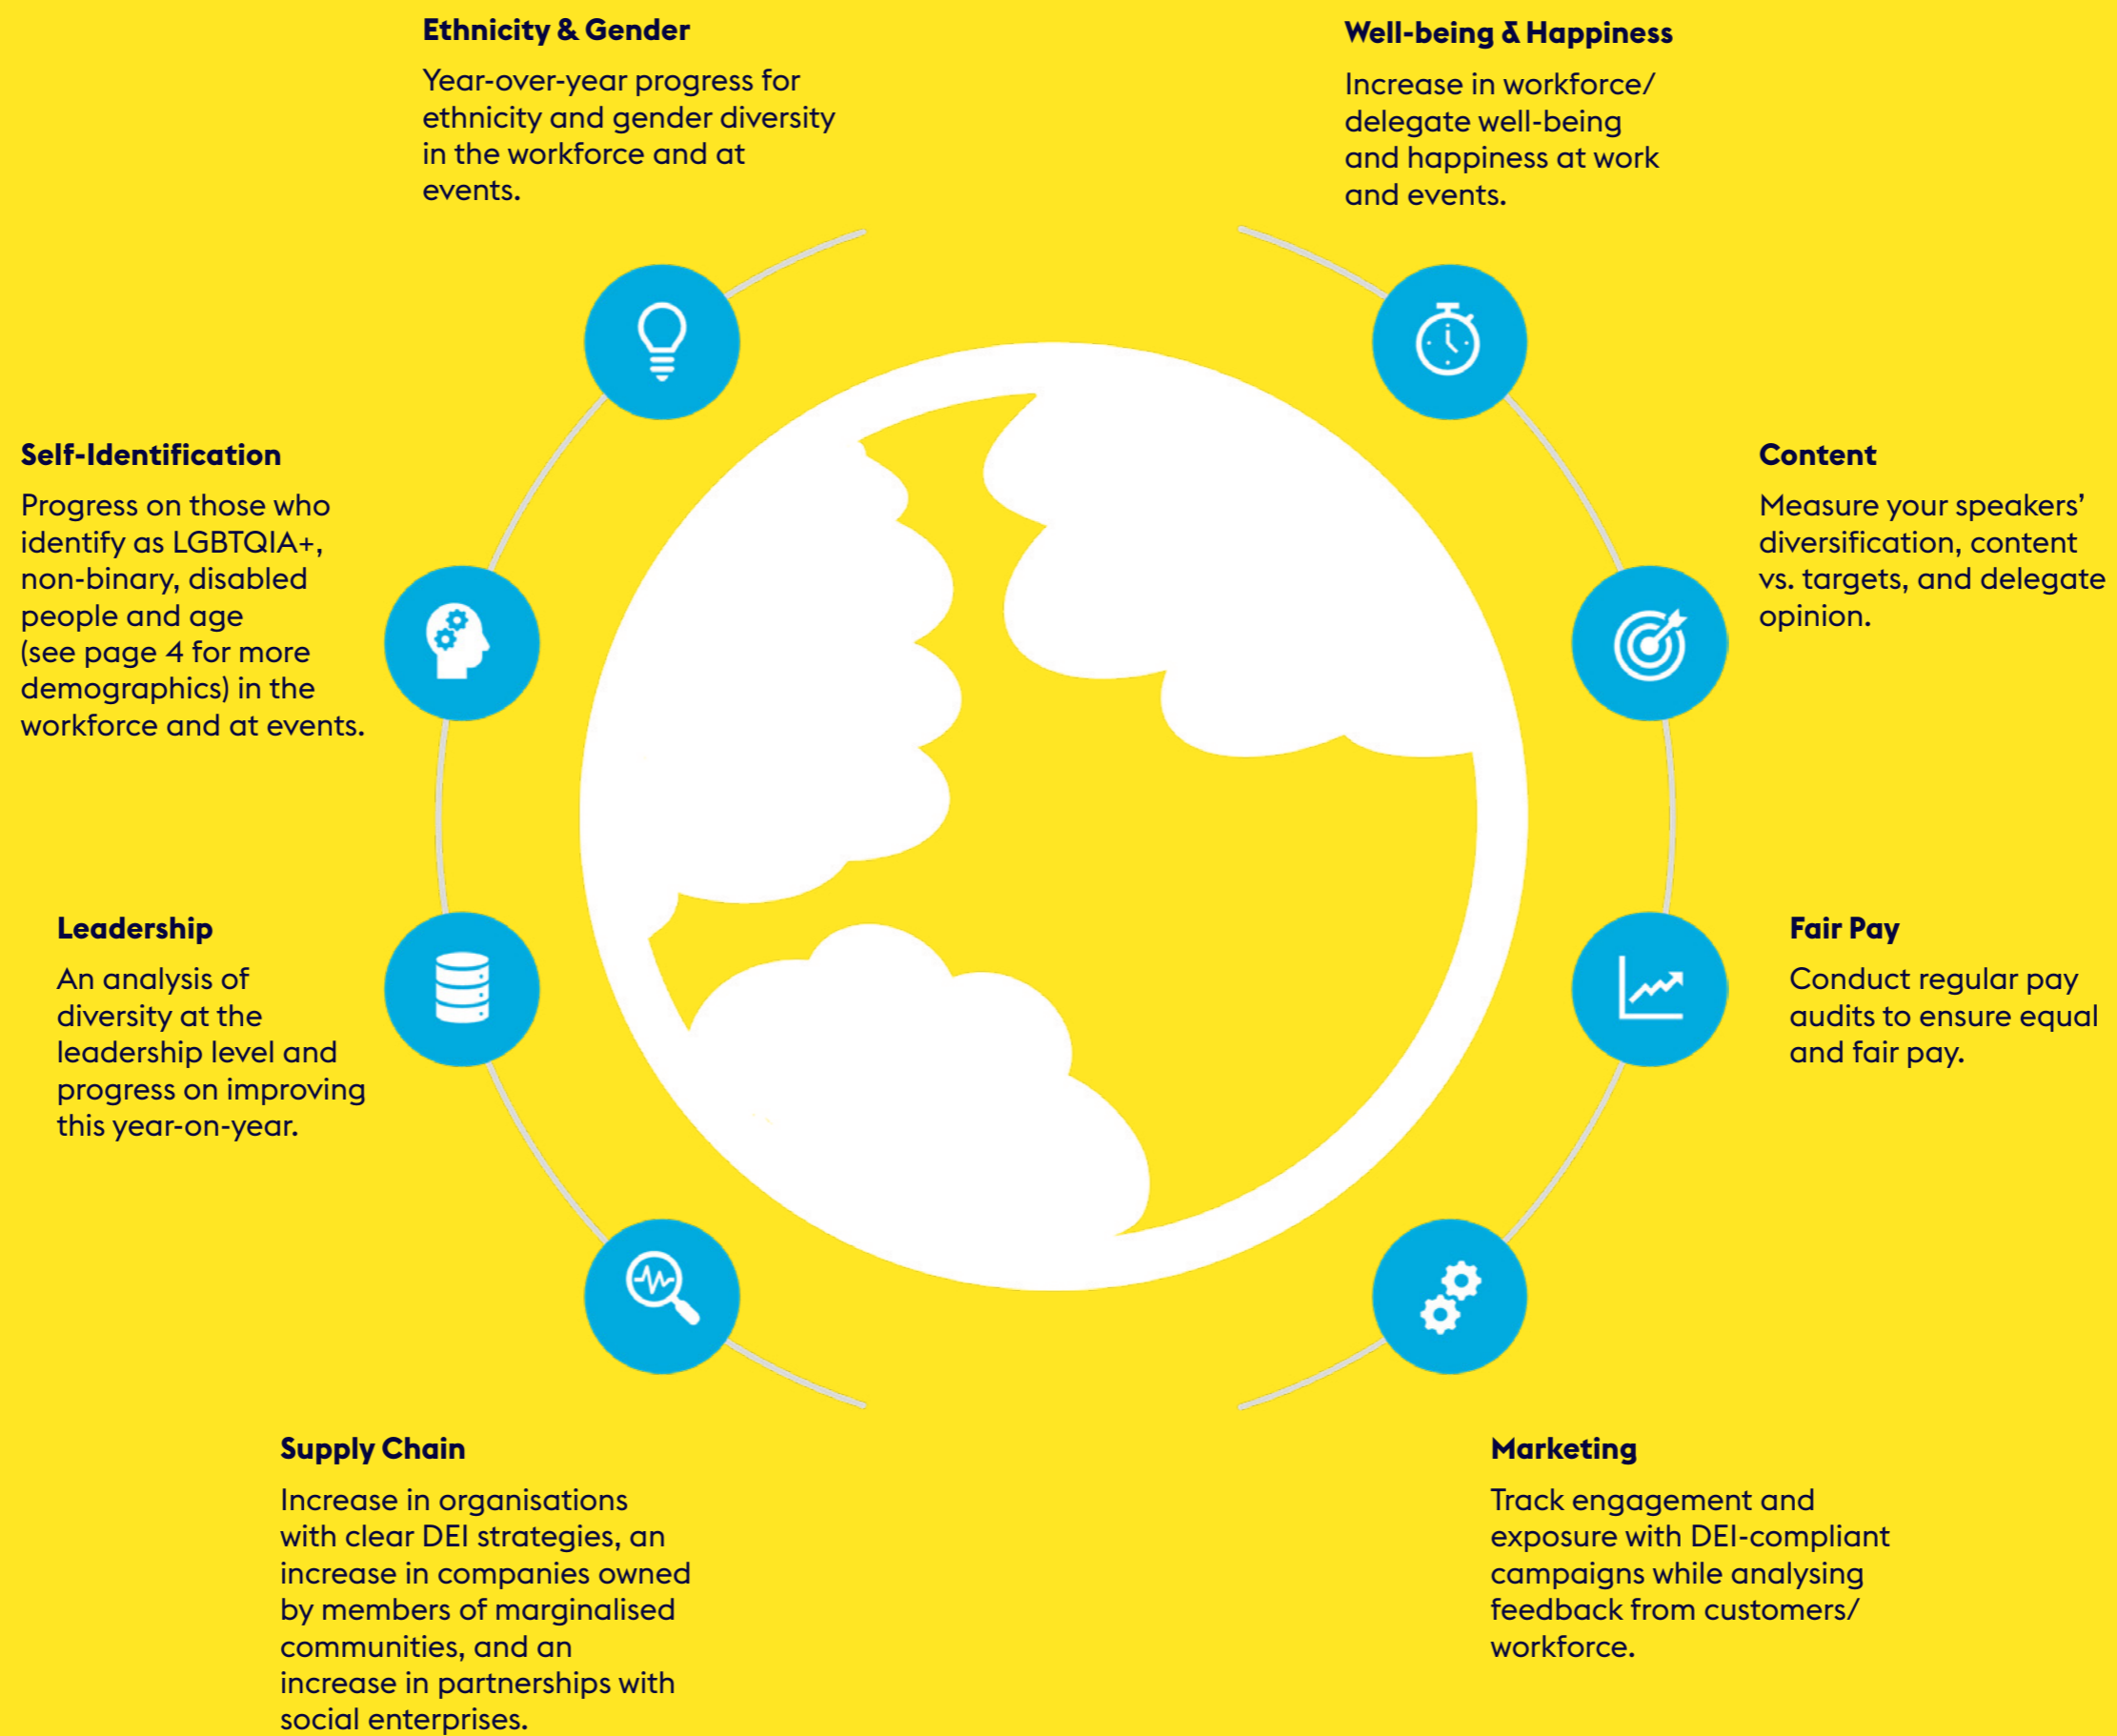 Ethnicity & Gender
Year-over-year progress for
ethnicity and gender diversity
in the workforce and at
events.
Well-being & Happiness
Increase in workforce/
delegate well-being
and happiness at work
and events.
Self-Identification
Progress on those who
identify as LGBTQIA+,
non-binary, disabled
people and age
(see page 4 for more
demographics) in the
workforce and at events.
Content
Measure your speakers’
diversification, content
vs. targets, and delegate
opinion.
Leadership
An analysis of
diversity at the
leadership level and
progress on improving
this year-on-year.
Fair Pay
Conduct regular pay
audits to ensure equal
and fair pay.
Supply Chain
Increase in organisations
with clear DEI strategies, an
increase in companies owned
by members of marginalised
communities, and an
increase in partnerships with
social enterprises.
Marketing
Track engagement and
exposure with DEI-compliant
campaigns while analysing
feedback from customers/
workforce.